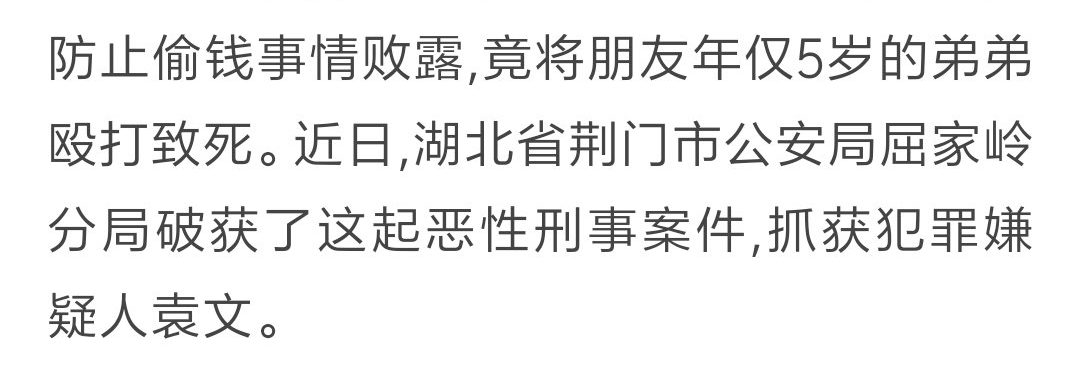 防止偷钱事情败露,竟将朋友年仅5岁的弟弟
殴打致死。近日,湖北省荆门市公安局屈家岭
分局破获了这起恶性刑事案件,抓获犯罪嫌
疑人袁文。